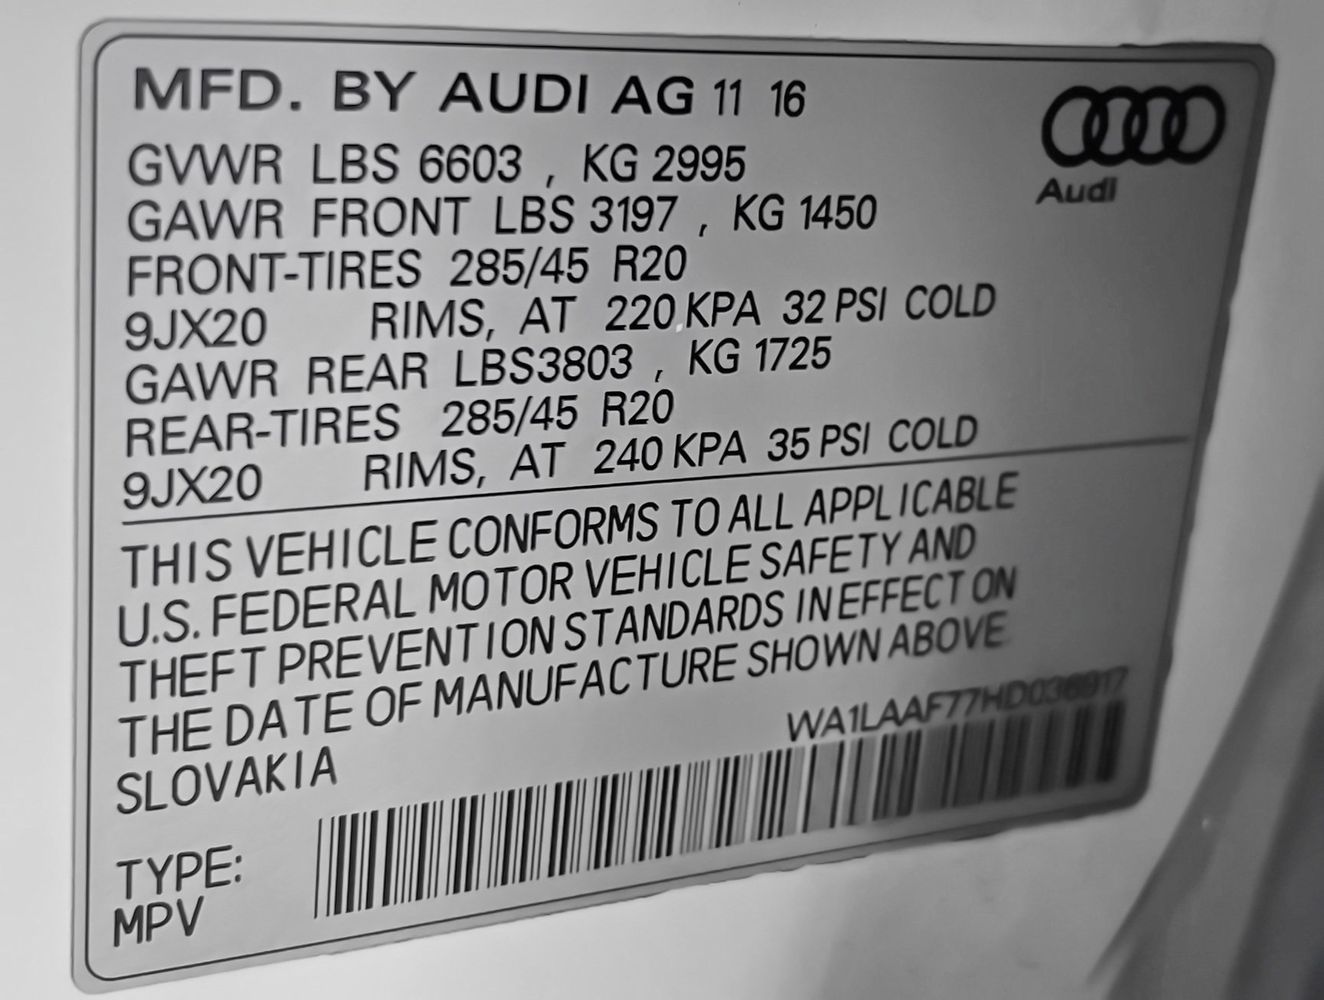 MFD. BY AUDI AG 11 16
Audi
GVWR LBS 6603 , KG 2995
GAWR FRONT LBS 3197 , KG 1450
FRONT-TIRES 285/45 R20
9JX20 RIMS, AT 220 KPA 32 PSI COLD
GAWR REAR LBS3803 , KG 1725
REAR-TIRES 285/45 R20
9JX20 RIMS, AT 240 KPA 35 PSI COLD
THIS VEHICLE CONFORMS TO ALL APPLICABLE
U.S. FEDERAL MOTOR VEHICLE SAFETY AND
THEFT PREVENTION STANDARDS IN EFFECT ON
THE DATE OF MANUFACTURE SHOWN ABOVE
SLOVAKIA
TYPE:
MPV